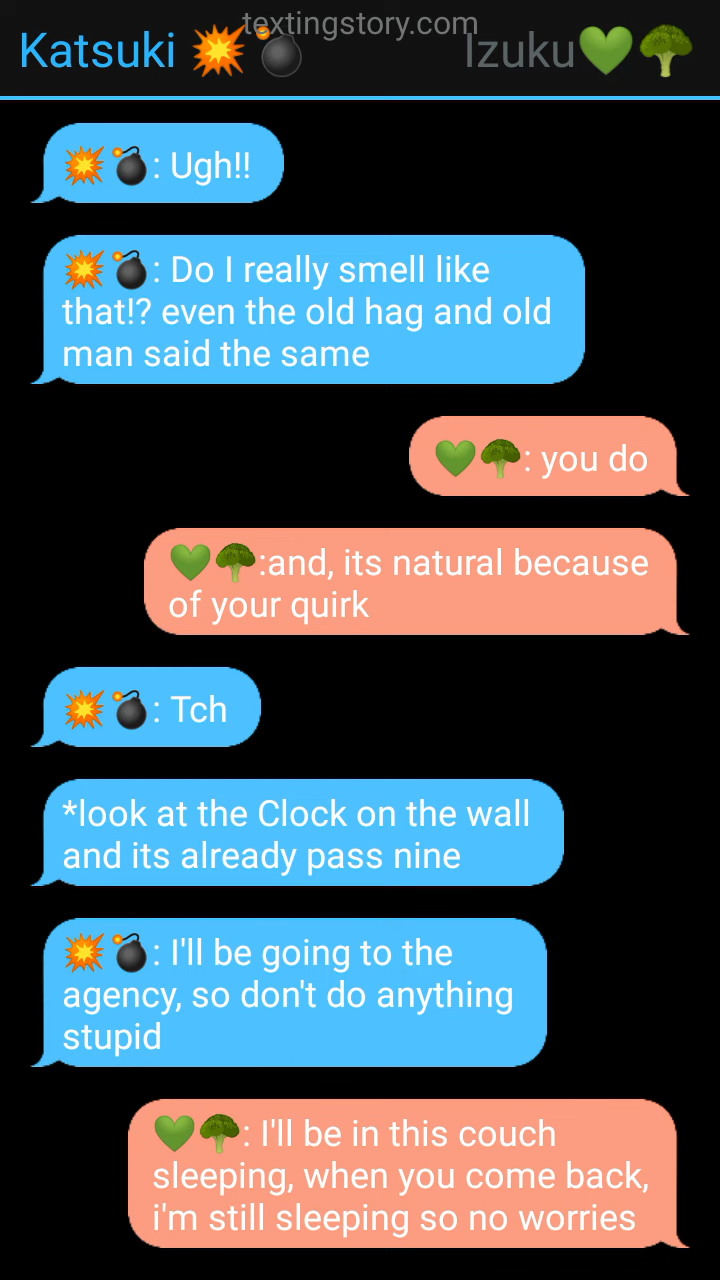 textingstory.com
Katsuki 💥💣 Izuku💚🥦
💥💣: Ugh!!
💥💣: Do I really smell like
that!? even the old hag and old
man said the same
💚🥦: you do
💚🥦:and, its natural because
of your quirk
💥💣: Tch
*look at the Clock on the wall
and its already pass nine
💥💣: I'll be going to the
agency, so don't do anything
stupid
💚🥦: I'll be in this couch
sleeping, when you come back,
i'm still sleeping so no worries